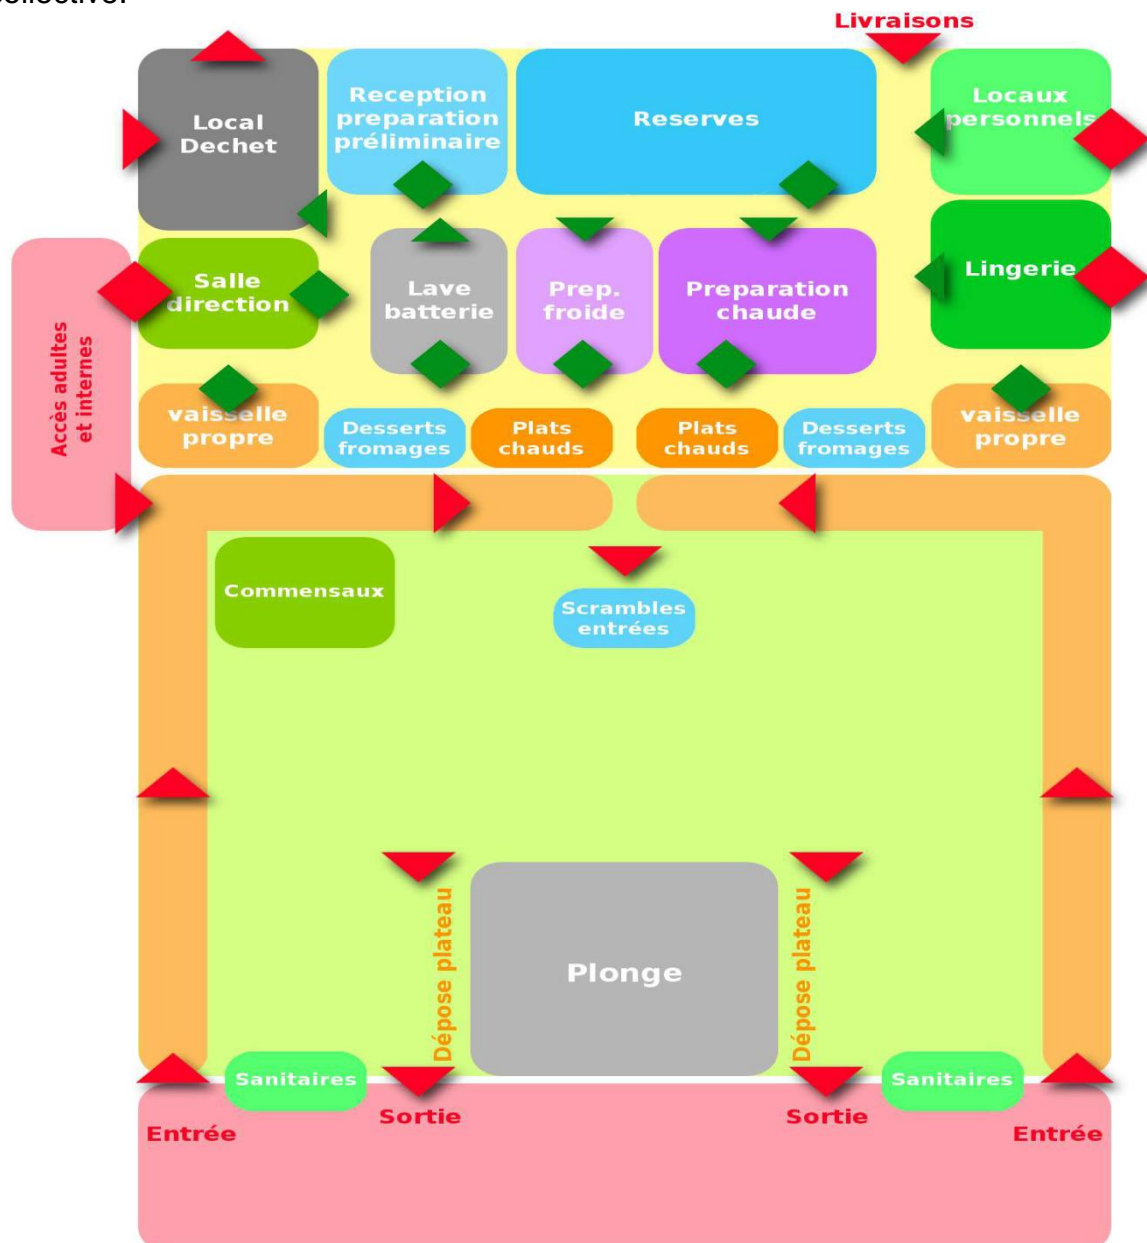 collective.
Livraisons
Local
Dechet
Reception
preparation
préliminaire
Reserves
Locaux
personnels
Salle
direction
Lave
batterie
Prep.
froide
Preparation
chaude
Lingerie
Accès adultes
et internes
vaisselle
propre
Desserts
fromages
Plats
chauds
Plats
chauds
Desserts
fromages
vaisselle
propre
Commensaux
Scrambles
entrées
Dépose plateau
Plonge
Dépose plateau
Sanitaires
Sanitaires
Entrée
Sortie
Sortie
Entrée